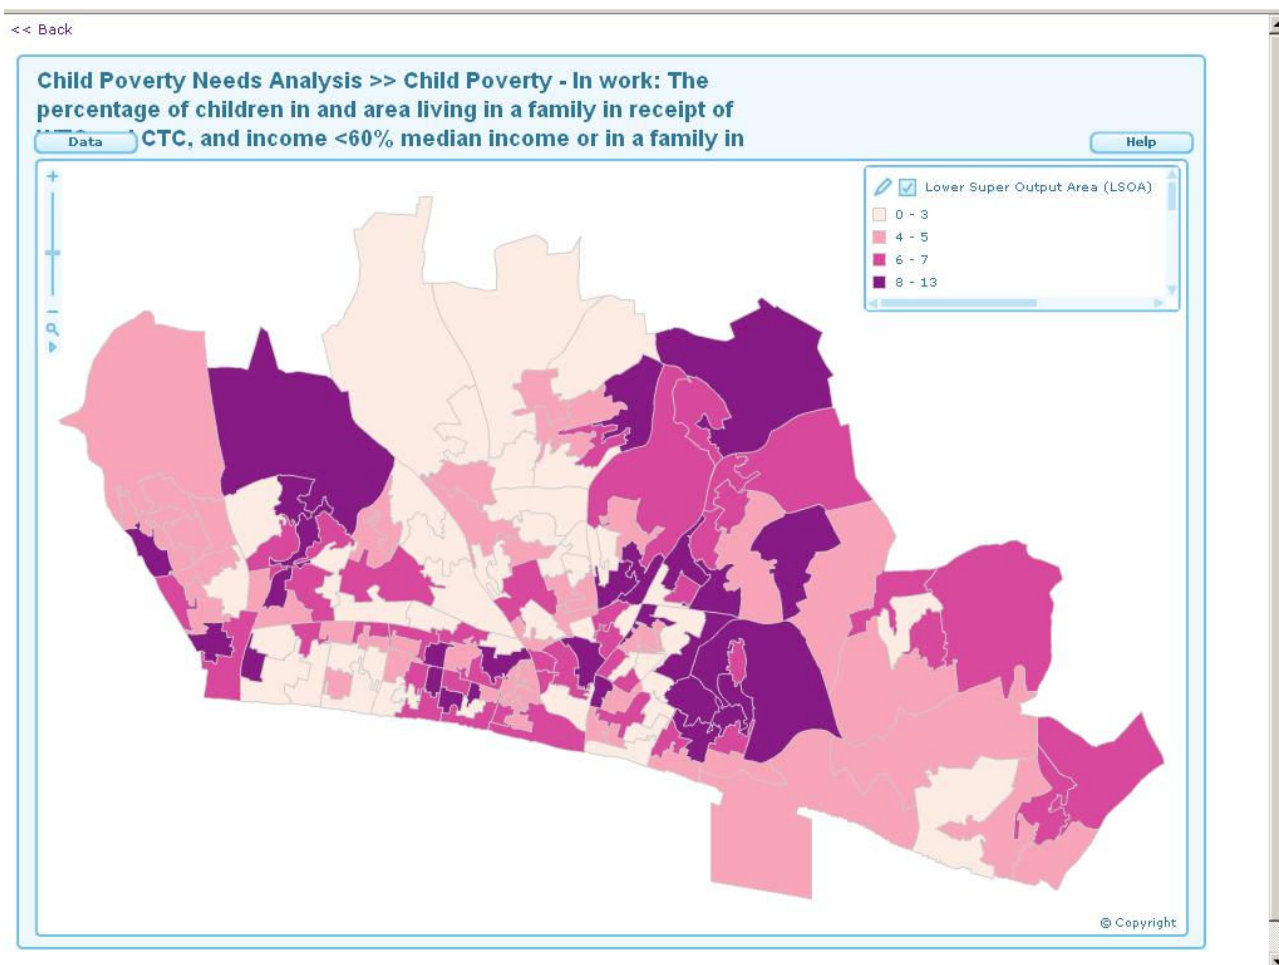 << Back
Child Poverty Needs Analysis >> Child Poverty - In work: The
percentage of children in and area living in a family in receipt of
CTC, and income <60% median income or in a family in
Data
Help
+
−
Lower Super Output Area (LSOA)
0 - 3
4 - 5
6 - 7
8 - 13
© Copyright